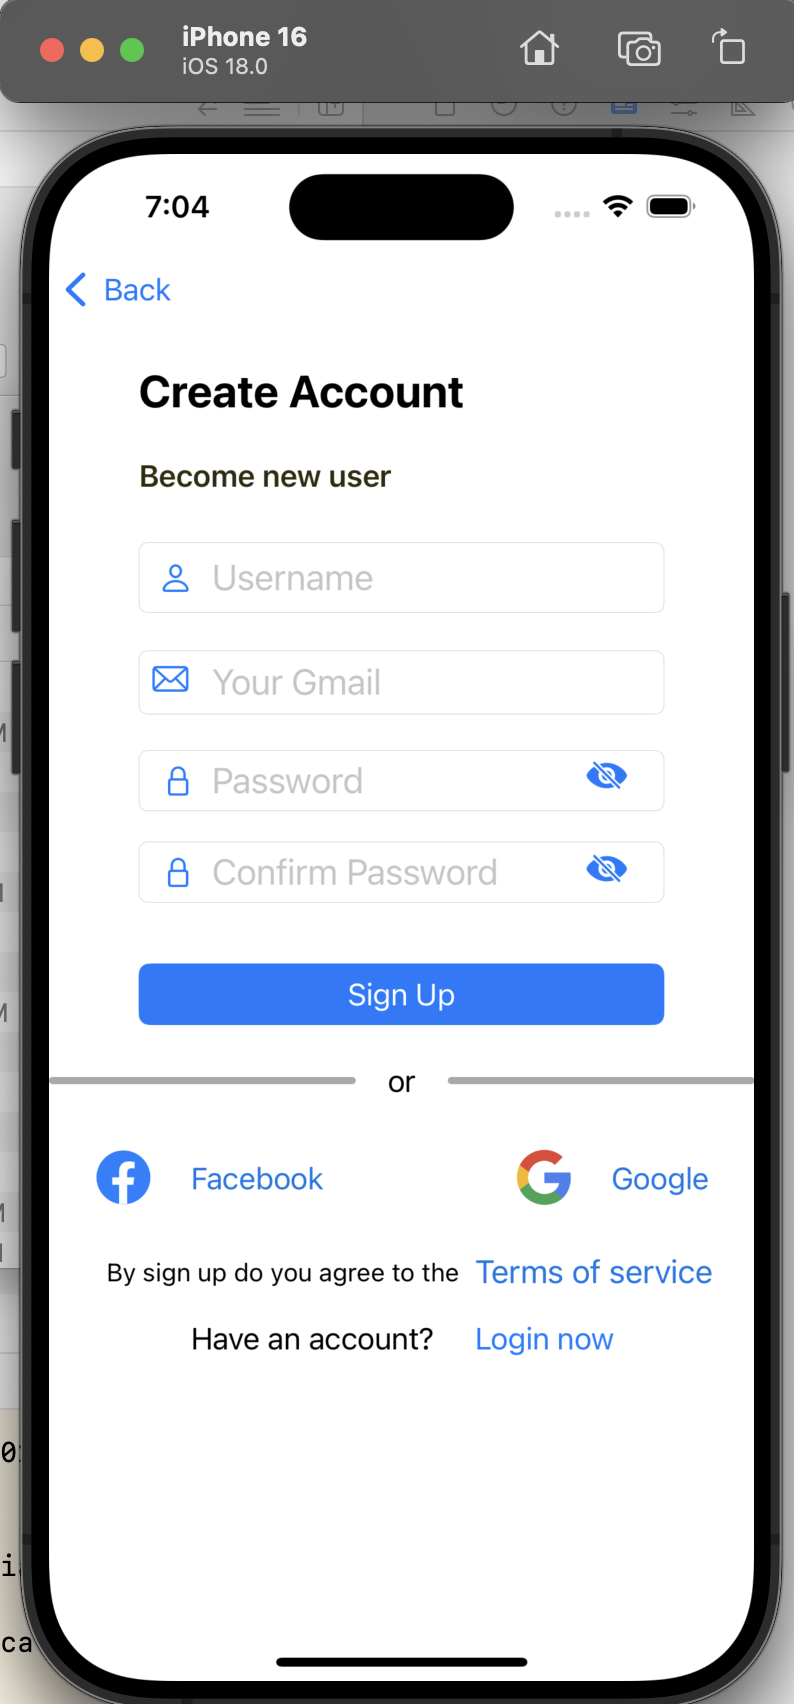 iPhone 16
iOS 18.0
7:04
Back
Create Account
Become new user
Username
Your Gmail
Password
Confirm Password
Sign Up
or
Facebook
Google
By sign up do you agree to the Terms of service
Have an account? Login now
ca